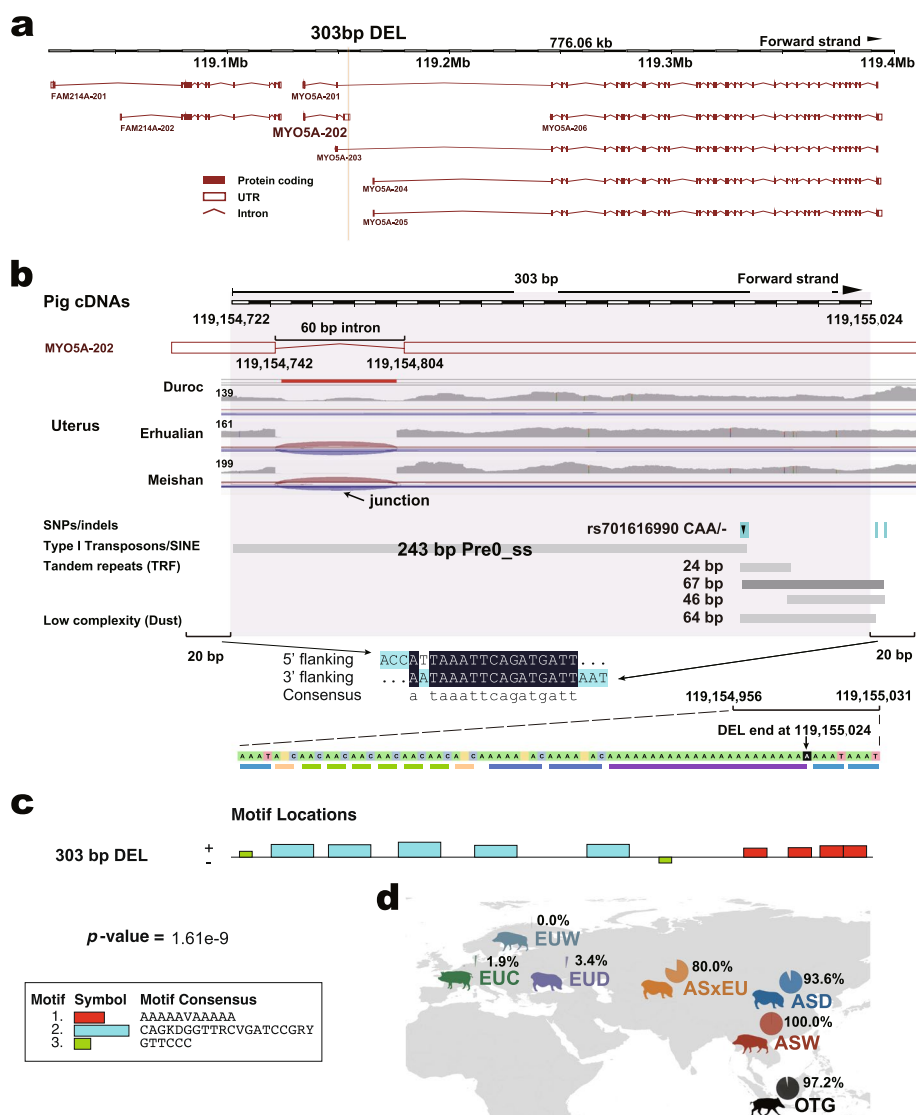 a
303bp DEL
776.06 kb
Forward strand
119.1Mb
119.2Mb
119.3Mb
119.4Mb
FAM214A-201
MYO5A-201
FAM214A-202
MYO5A-202
MYO5A-206
MYO5A-203
MYO5A-204
MYO5A-205
Protein coding
UTR
Intron
b
303 bp
Forward strand
Pig cDNAs
119,154,722
119,155,024
60 bp intron
MYO5A-202
119,154,742
119,154,804
Duroc
139
Uterus
Erhualian
161
Meishan
199
junction
SNPs/indels
rs701616990 CAA/-
Type I Transposons/SINE
243 bp Pre0_ss
Tandem repeats (TRF)
24 bp
67 bp
46 bp
Low complexity (Dust)
64 bp
20 bp
20 bp
5' flanking ACCATTAAATTCAGATGATT...
3' flanking ...AATAAATTCAGATGATTAAT
Consensus a taaattcagatgatt
119,154,956
119,155,031
DEL end at 119,155,024
c
Motif Locations
303 bp DEL
+
-
p-value = 1.61e-9
Motif Symbol Motif Consensus
1. AAAAAVAAAAA
2. CAGKDGGTTRCVGATCCGRY
3. GTTCCC
d
0.0%
EUW
1.9%
EUC
3.4%
EUD
80.0%
ASxEU
93.6%
ASD
100.0%
ASW
97.2%
OTG